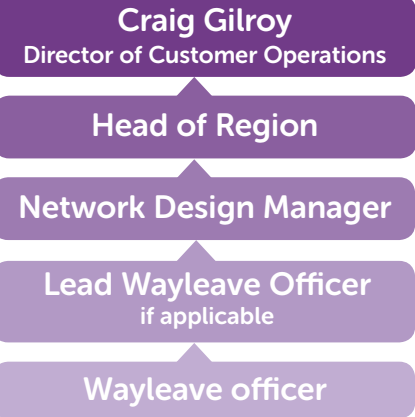 Craig Gilroy
Director of Customer Operations
Head of Region
Network Design Manager
Lead Wayleave Officer
if applicable
Wayleave officer